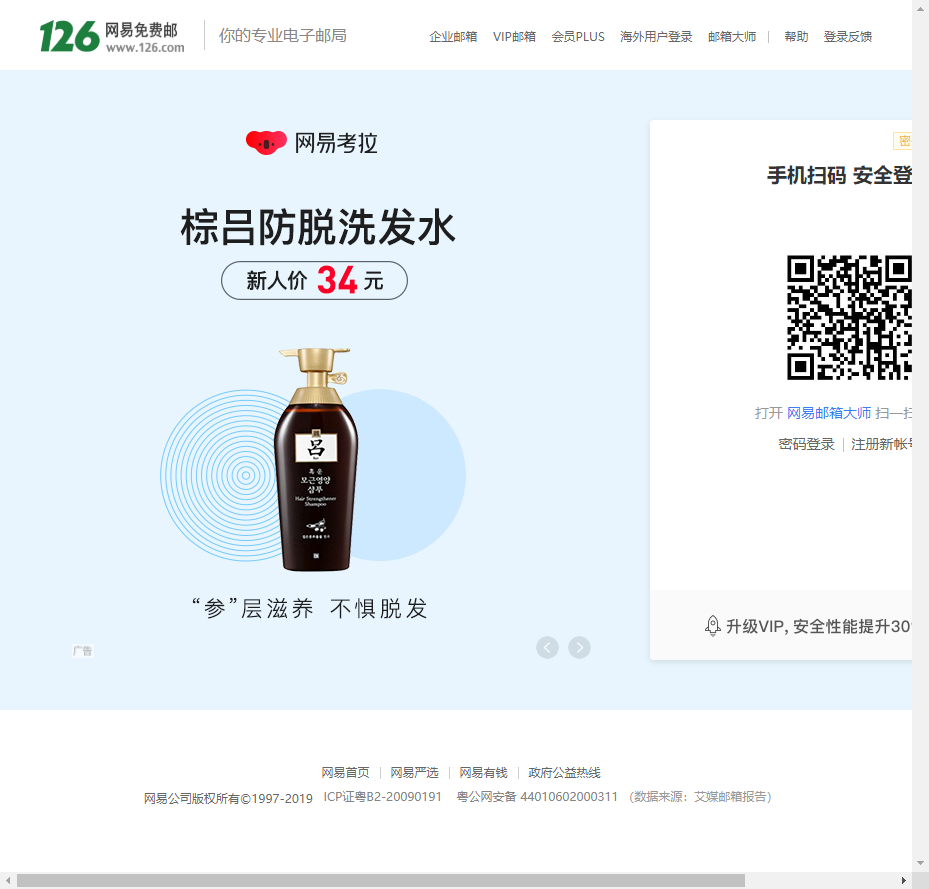 126 网易免费邮 www.126.com 你的专业电子邮局 企业邮箱 VIP邮箱 会员PLUS 海外用户登录 邮箱大师 | 帮助 登录反馈
网易考拉
棕吕防脱洗发水
新人价 34 元
吕
흑운
모근영양
샴푸
Hair Strengthener
Shampoo
“参”层滋养 不惧脱发
广告
密
手机扫码 安全登
打开 网易邮箱大师 扫一扫
密码登录 | 注册新帐号
升级VIP, 安全性能提升30
网易首页 | 网易严选 | 网易有钱 | 政府公益热线
网易公司版权所有©1997-2019 ICP证粤B2-20090191 粤公网安备 44010602000311 （数据来源：艾媒邮箱报告）